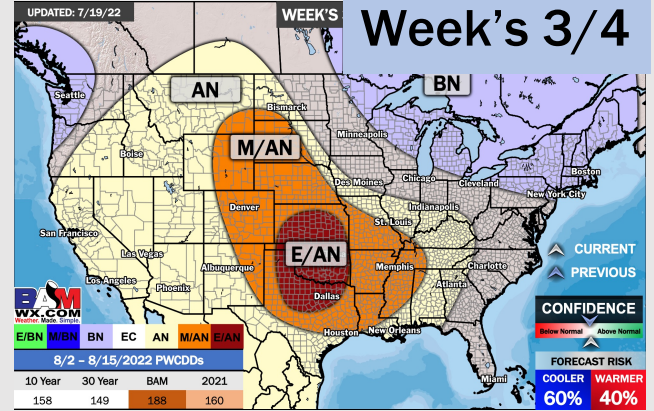 UPDATED: 7/19/22
WEEK'S
Week's 3/4
AN
BN
M/AN
E/AN
Seattle
Bismarck
Minneapolis
Boise
Boston
Des Moines
Chicago
Cleveland
New York City
Denver
Indianapolis
St. Louis
San Francisco
Las Vegas
Albuquerque
Memphis
Charlotte
Los Angeles
Phoenix
Atlanta
Dallas
Houston
New Orleans
Miami
CURRENT
PREVIOUS
BAM
WX.COM
Weather. Made. Simple.
CONFIDENCE
Below Normal
Above Normal
E/BN M/BN BN EC AN M/AN E/AN
8/2 – 8/15/2022 PWCDDs
10 Year 30 Year BAM 2021
158 149 188 160
FORECAST RISK
COOLER WARMER
60% 40%